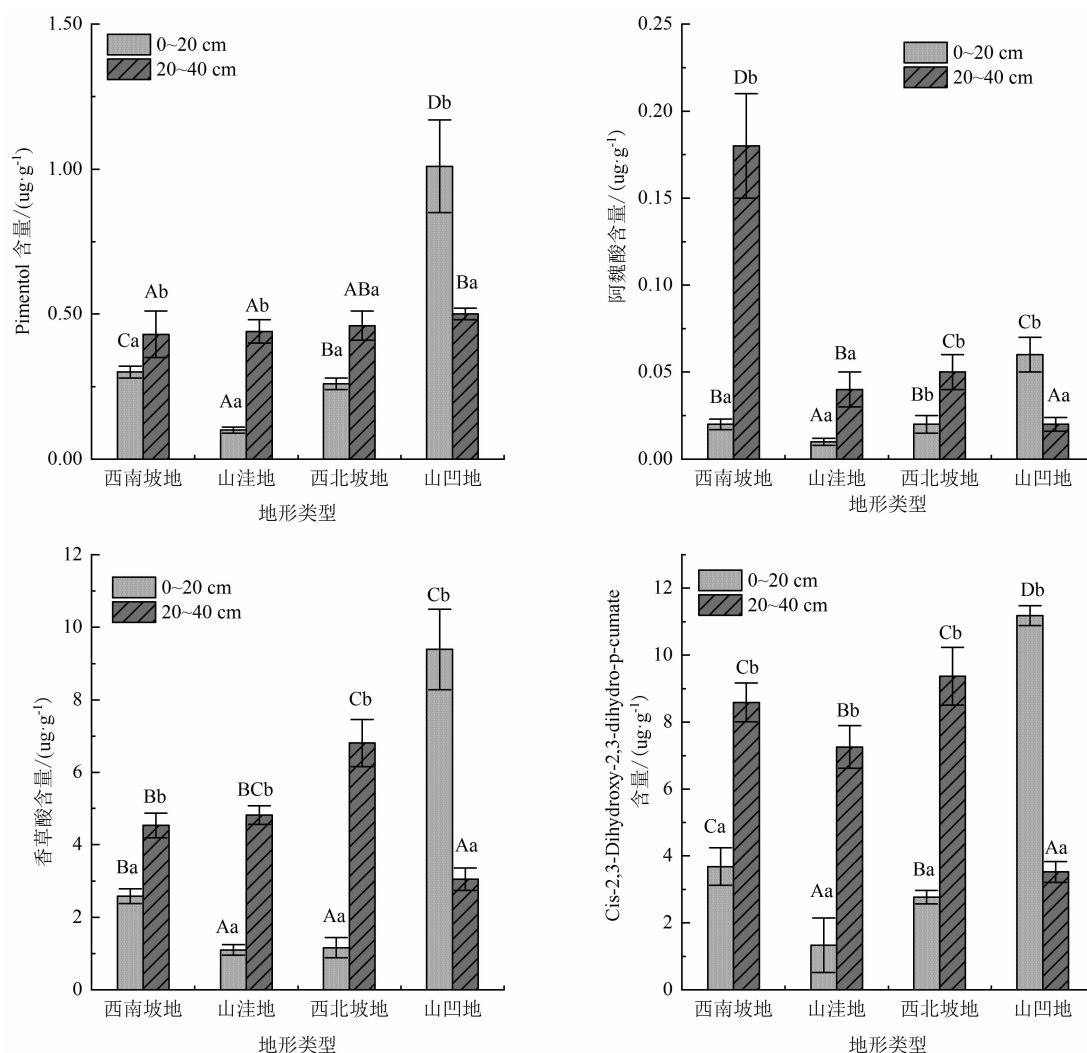 1.50
0~20 cm
20~40 cm
Db
1.00
Pimentol 含量/(ug·g⁻¹)
Ab
Ab
ABa
Ba
0.50
Ca
Ba
Aa
0.00
西南坡地
山洼地
西北坡地
山凹地
地形类型
0.25
0~20 cm
20~40 cm
Db
0.20
0.15
阿魏酸含量/(ug·g⁻¹)
0.10
Cb
Cb
Ba
0.05
Ba
Bb
Aa
Aa
0.00
西南坡地
山洼地
西北坡地
山凹地
地形类型
12
0~20 cm
20~40 cm
Cb
10
8
Cb
香草酸含量/(ug·g⁻¹)
6
Bb
BCb
4
Aa
Ba
2
Aa
Aa
0
西南坡地
山洼地
西北坡地
山凹地
地形类型
0~20 cm
20~40 cm
12
Db
10
Cb
Cb
Bb
8
Cis-2,3-Dihydroxy-2,3-dihydro-p-cumate
含量/(ug·g⁻¹)
6
Ca
4
Aa
Ba
Aa
2
0
西南坡地
山洼地
西北坡地
山凹地
地形类型